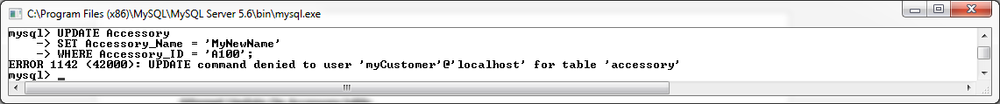 C:\Program Files (x86)\MySQL\MySQL Server 5.6\bin\mysql.exe
mysql> UPDATE Accessory
    -> SET Accessory_Name = 'MyNewName'
    -> WHERE Accessory_ID = 'A100';
ERROR 1142 (42000): UPDATE command denied to user 'myCustomer'@'localhost' for table 'accessory'
mysql> _